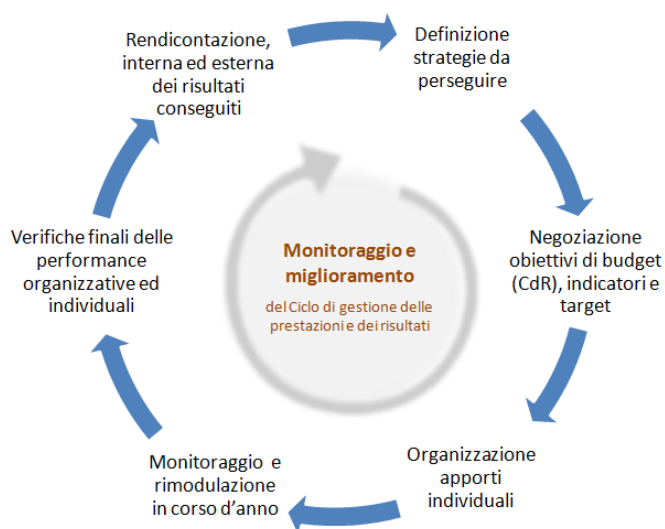 Definizione
strategie da
perseguire
Negoziazione
obiettivi di budget
(CdR), indicatori e
target
Organizzazione
apporti
individuali
Monitoraggio e
rimodulazione
in corso d'anno
Verifiche finali delle
performance
organizzative ed
individuali
Rendicontazione,
interna ed esterna
dei risultati
conseguiti
Monitoraggio e
miglioramento
del Ciclo di gestione delle
prestazioni e dei risultati